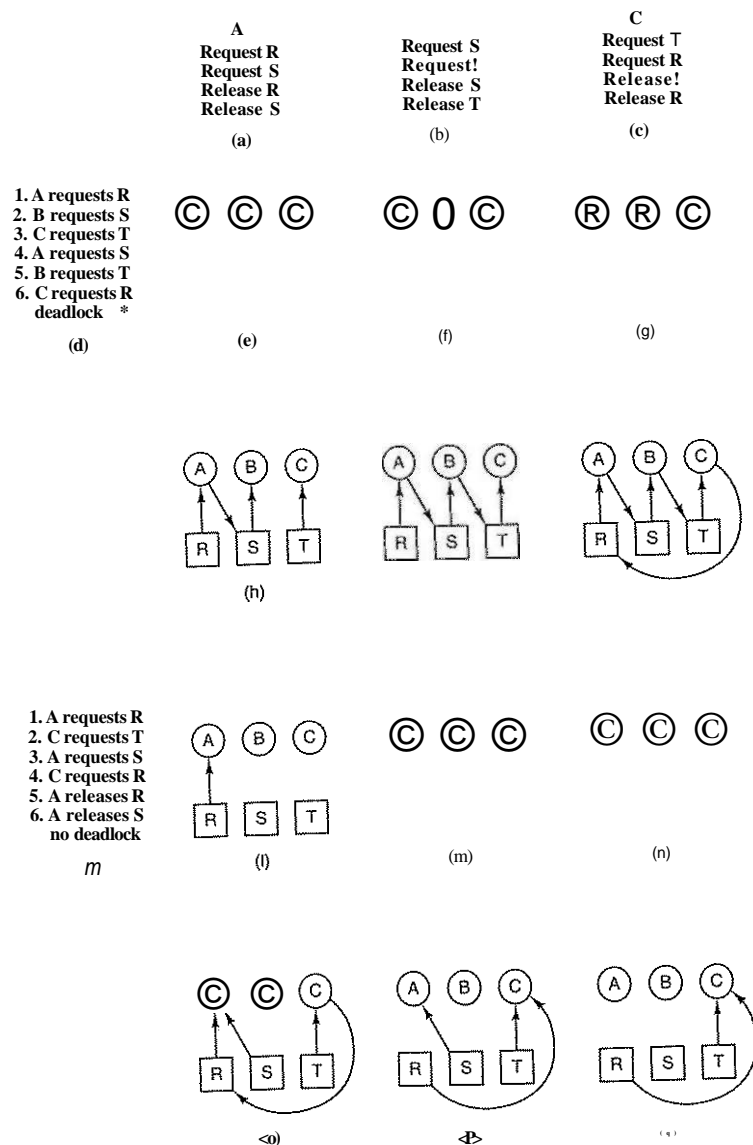 A
Request R
Request S
Release R
Release S
(a)
Request S
Request!
Release S
Release T
(b)
C
Request T
Request R
Release!
Release R
(c)
1. A requests R
2. B requests S
3. C requests T
4. A requests S
5. B requests T
6. C requests R
deadlock *
(d)
© © ©
(e)
© 0 ©
(f)
® ® ©
(g)
A B C
R S T
(h)
A B C
R S T
A B C
R S T
1. A requests R
2. C requests T
3. A requests S
4. C requests R
5. A releases R
6. A releases S
no deadlock
m
A B C
R S T
(l)
© © ©
(m)
© © ©
(n)
© © C
R S T
<o)
A B C
R S T
<P>
A B C
R S T